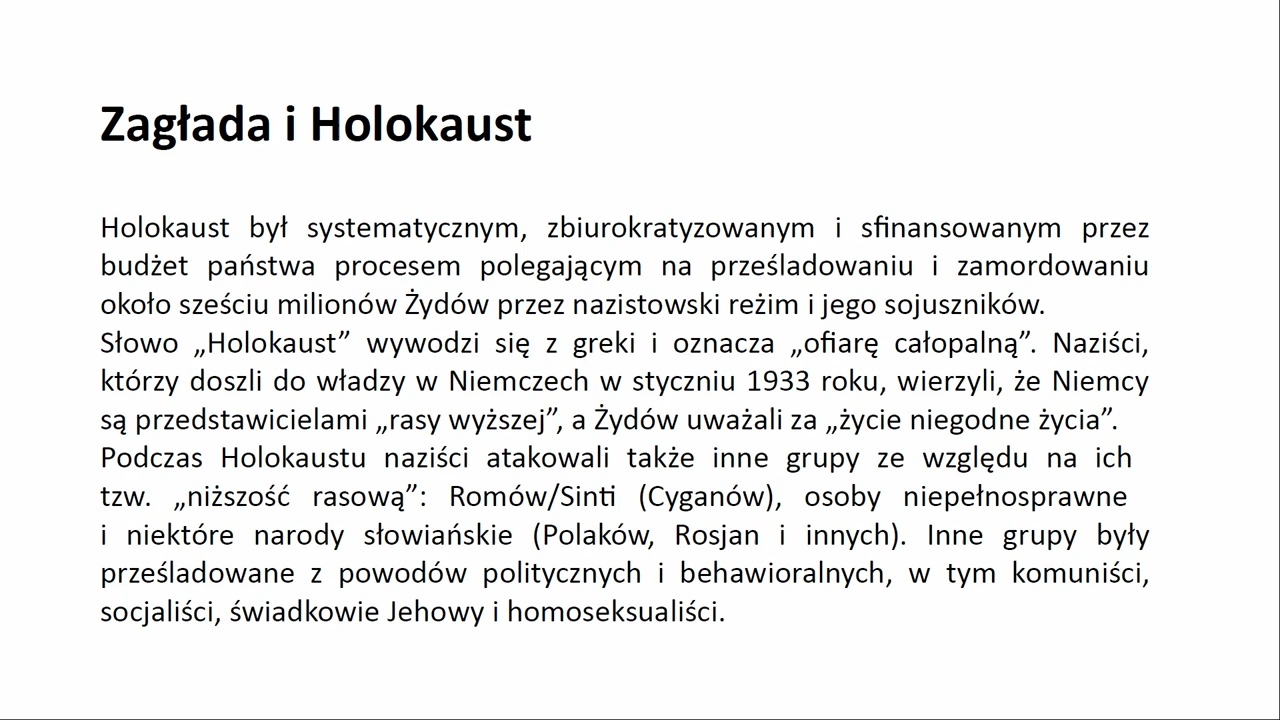 Zagłada i Holokaust
Holokaust był systematycznym, zbiurokratyzowanym i sfinansowanym przez
budżet państwa procesem polegającym na prześladowaniu i zamordowaniu
około sześciu milionów Żydów przez nazistowski reżim i jego sojuszników.
Słowo „Holokaust” wywodzi się z greki i oznacza „ofiarę całopalną”. Naziści,
którzy doszli do władzy w Niemczech w styczniu 1933 roku, wierzyli, że Niemcy
są przedstawicielami „rasy wyższej”, a Żydów uważali za „życie niegodne życia”.
Podczas Holokaustu naziści atakowali także inne grupy ze względu na ich
tzw. „niższość rasową”: Romów/Sinti (Cyganów), osoby niepełnosprawne
i niektóre narody słowiańskie (Polaków, Rosjan i innych). Inne grupy były
prześladowane z powodów politycznych i behawioralnych, w tym komuniści,
socjaliści, świadkowie Jehowy i homoseksualiści.